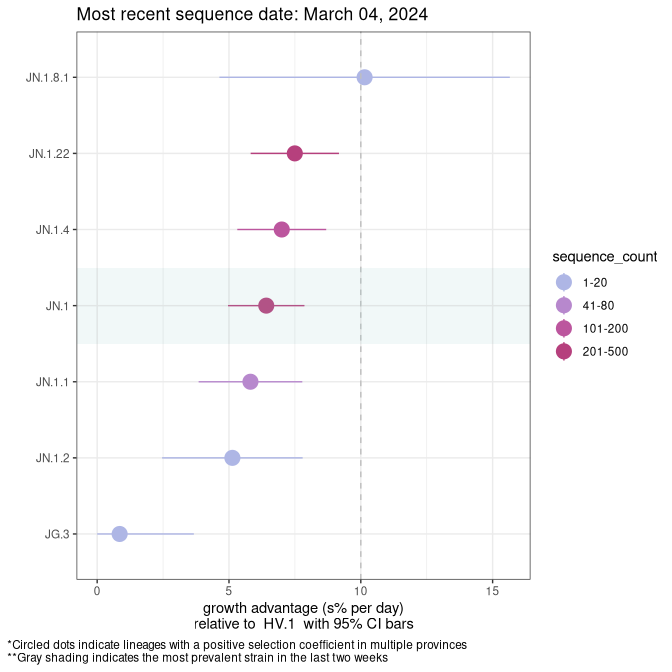 Most recent sequence date: March 04, 2024
JN.1.8.1
JN.1.22
JN.1.4
JN.1
JN.1.1
JN.1.2
JG.3
0 5 10 15
growth advantage (s% per day)
relative to HV.1 with 95% CI bars
sequence_count
1-20
41-80
101-200
201-500
*Circled dots indicate lineages with a positive selection coefficient in multiple provinces
**Gray shading indicates the most prevalent strain in the last two weeks